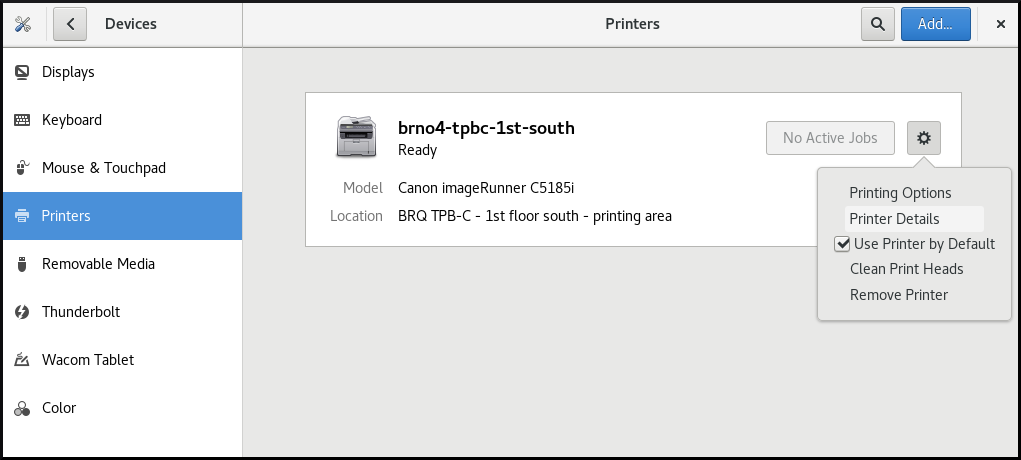 Devices
Printers
Add...
Displays
Keyboard
Mouse & Touchpad
Printers
Removable Media
Thunderbolt
Wacom Tablet
Color
brno4-tpbc-1st-south
Ready
No Active Jobs
Model Canon imageRunner C5185i
Location BRQ TPB-C - 1st floor south - printing area
Printing Options
Printer Details
Use Printer by Default
Clean Print Heads
Remove Printer